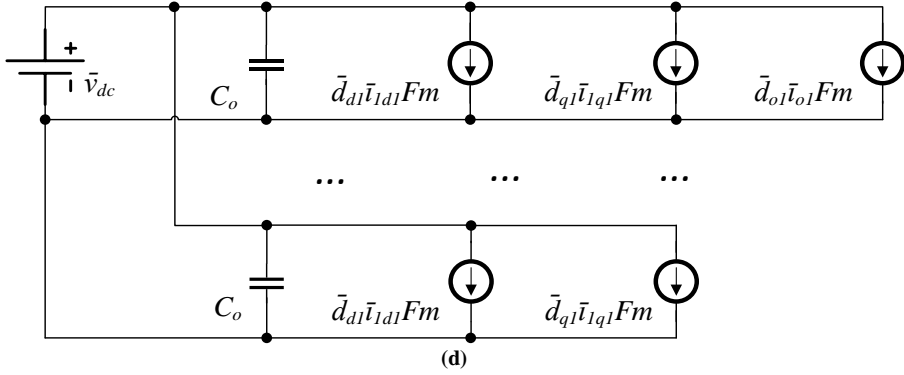 +
v̄dc
Co
d̄d1ī1d1Fm
d̄q1ī1q1Fm
d̄o1īo1Fm
... ... ...
Co
d̄d1ī1d1Fm
d̄q1ī1q1Fm
(d)